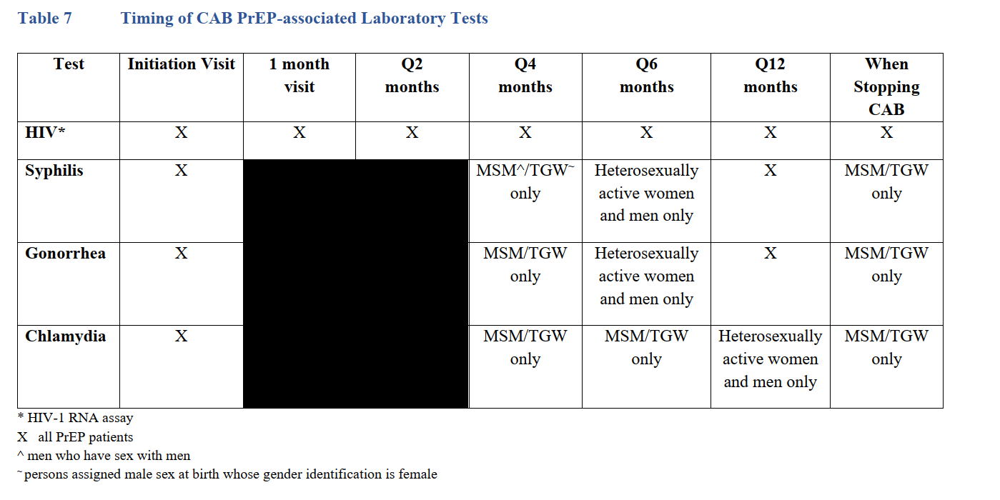 Table 7 Timing of CAB PrEP-associated Laboratory Tests
Test Initiation Visit 1 month visit Q2 months Q4 months Q6 months Q12 months When Stopping CAB
HIV* X X X X X X X
Syphilis X MSM^/TGW~ only Heterosexually active women and men only X MSM/TGW only
Gonorrhea X MSM/TGW only Heterosexually active women and men only X MSM/TGW only
Chlamydia X MSM/TGW only MSM/TGW only Heterosexually active women and men only MSM/TGW only
* HIV-1 RNA assay
X all PrEP patients
^ men who have sex with men
~ persons assigned male sex at birth whose gender identification is female